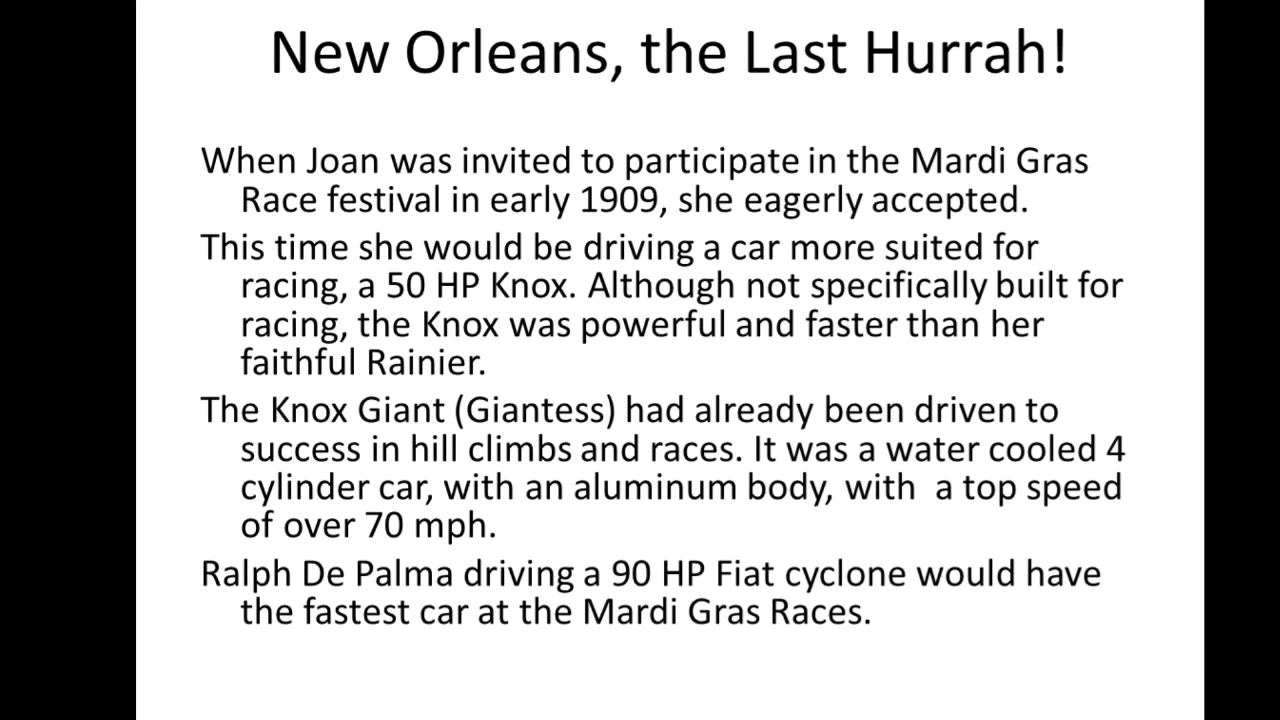 New Orleans, the Last Hurrah!
When Joan was invited to participate in the Mardi Gras
Race festival in early 1909, she eagerly accepted.
This time she would be driving a car more suited for
racing, a 50 HP Knox. Although not specifically built for
racing, the Knox was powerful and faster than her
faithful Rainier.
The Knox Giant (Giantess) had already been driven to
success in hill climbs and races. It was a water cooled 4
cylinder car, with an aluminum body, with  a top speed
of over 70 mph.
Ralph De Palma driving a 90 HP Fiat cyclone would have
the fastest car at the Mardi Gras Races.